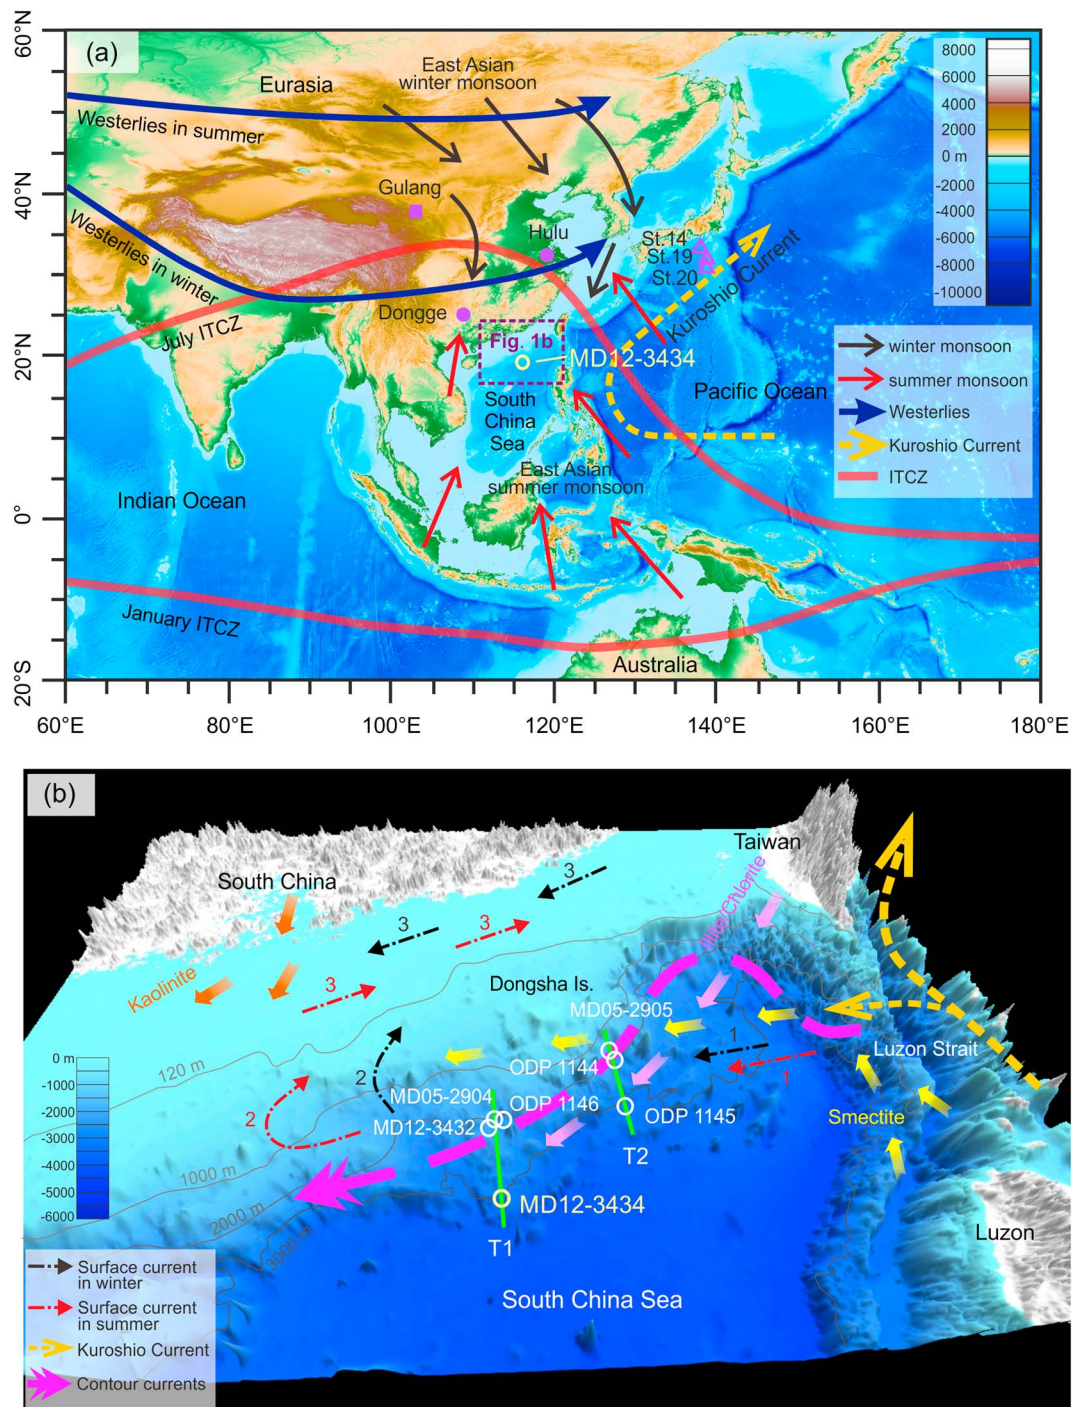 (a)
60°N
40°N
20°N
0°
20°S
60°E
80°E
100°E
120°E
140°E
160°E
180°E
Eurasia
East Asian
winter monsoon
Westerlies in summer
Gulang
Westerlies in winter
Hulu
St.14
St.19
St.20
Kuroshio Current
July ITCZ
Dongge
Fig. 1b
MD12-3434
South
China
Sea
Pacific Ocean
East Asian
summer monsoon
Indian Ocean
January ITCZ
Australia
8000
6000
4000
2000
0 m
-2000
-4000
-6000
-8000
-10000
winter monsoon
summer monsoon
Westerlies
Kuroshio Current
ITCZ
(b)
Taiwan
South China
3
3
3
3
Illite/Chlorite
Kaolinite
Dongsha Is.
MD05-2905
Luzon Strait
1
1
ODP 1144
120 m
2
2
MD05-2904
ODP 1146
ODP 1145
MD12-3432
Smectite
T2
1000 m
2000 m
3000 m
MD12-3434
T1
Luzon
South China Sea
0 m
-1000
-2000
-3000
-4000
-5000
-6000
Surface current
in winter
Surface current
in summer
Kuroshio Current
Contour currents